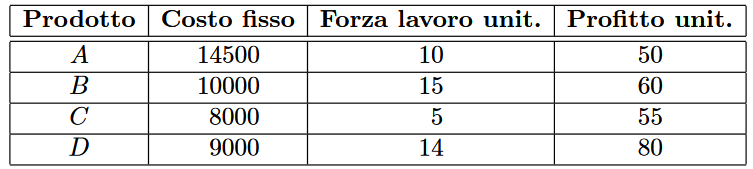 Prodotto Costo fisso Forza lavoro unit. Profitto unit.
A 14500 10 50
B 10000 15 60
C 8000 5 55
D 9000 14 80